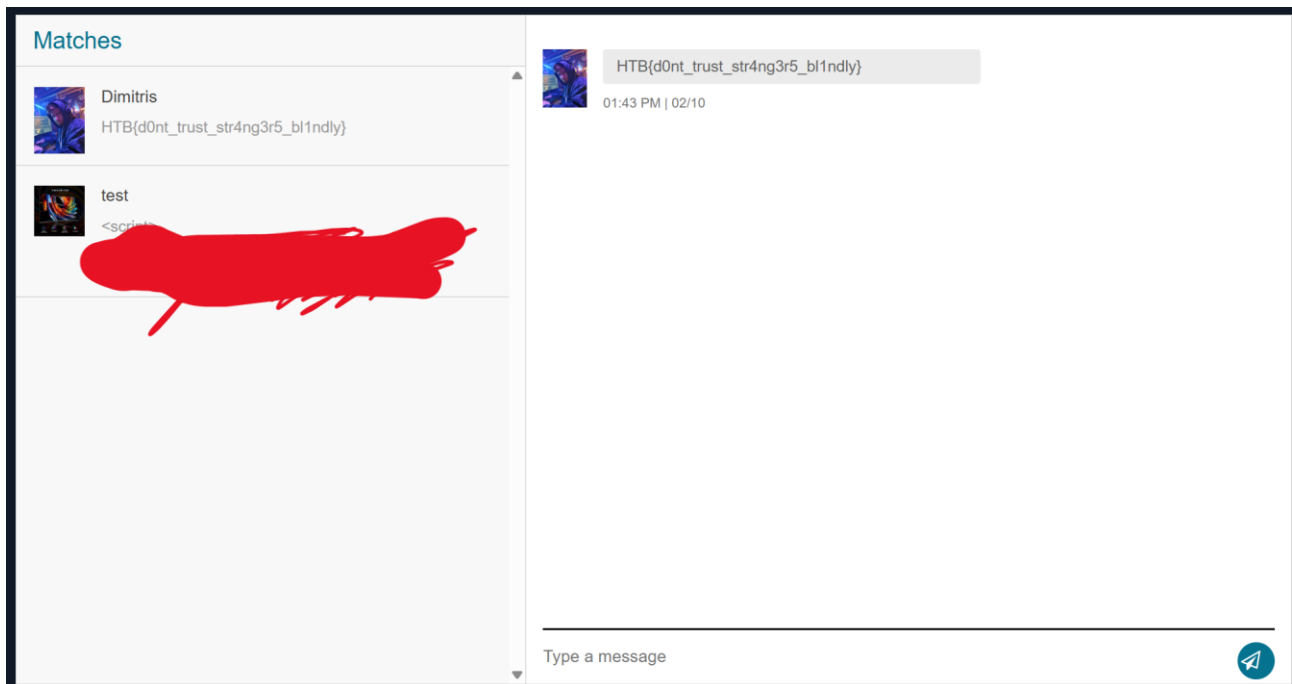 Matches
Dimitris
HTB{d0nt_trust_str4ng3r5_bl1ndly}
test
<script>
HTB{d0nt_trust_str4ng3r5_bl1ndly}
01:43 PM | 02/10
Type a message